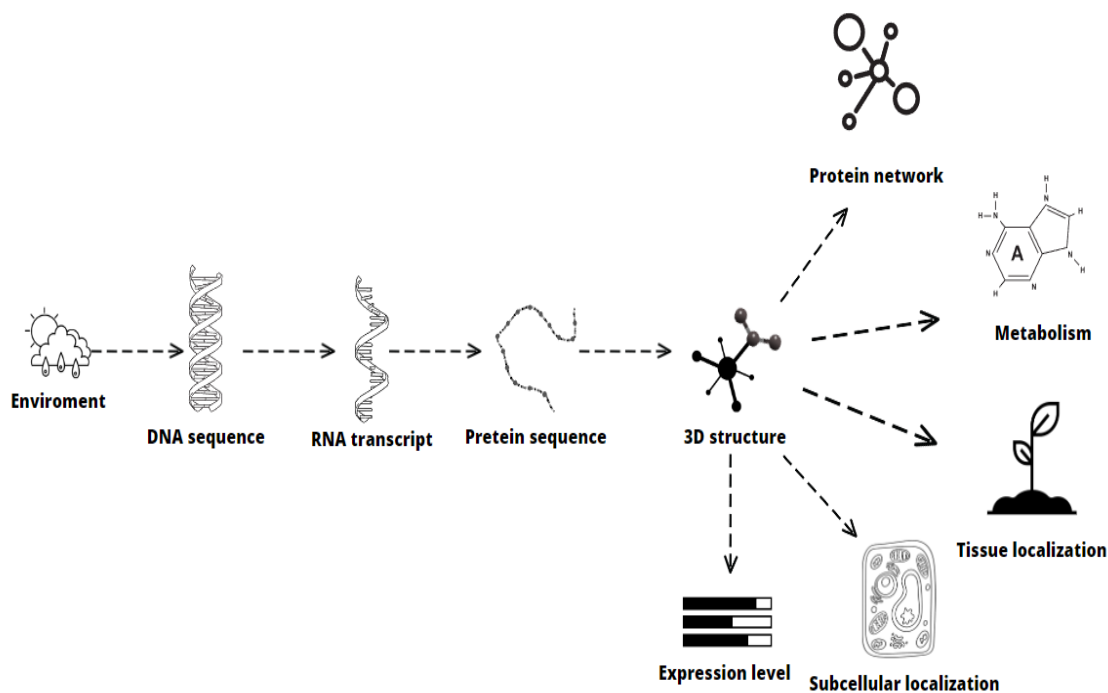 Protein network
H
H
N
H
H
N
A
N
N
N
H
H
Metabolism
Enviroment
DNA sequence
RNA transcript
Pretein sequence
3D structure
Tissue localization
Expression level
Subcellular localization